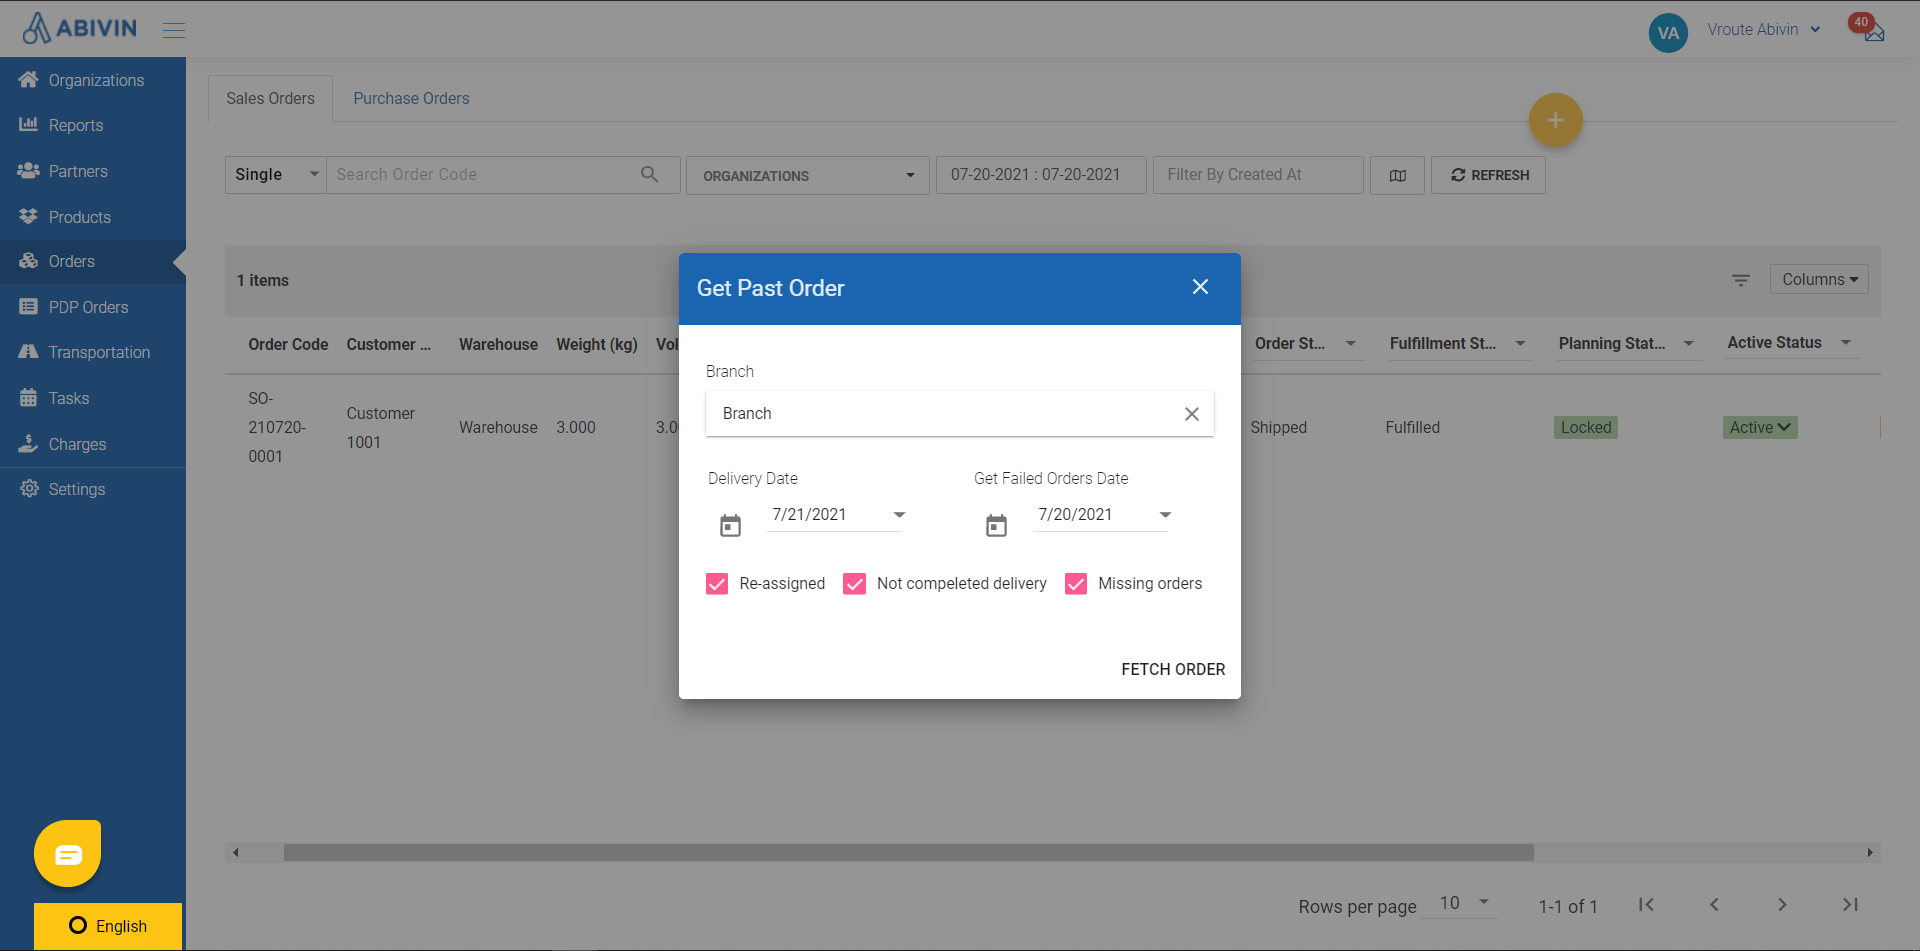 ABIVIN
VA
Vroute Abivin
40
Organizations
Reports
Partners
Products
Orders
PDP Orders
Transportation
Tasks
Charges
Settings
English
Sales Orders
Purchase Orders
Single
Search Order Code
ORGANIZATIONS
07-20-2021 : 07-20-2021
Filter By Created At
REFRESH
1 items
Columns
Order Code
Customer ...
Warehouse
Weight (kg)
Vol
Order St...
Fulfillment St...
Planning Stat...
Active Status
SO-
210720-
0001
Customer
1001
Warehouse
3.000
3.0
Shipped
Fulfilled
Locked
Active
Get Past Order
Branch
Branch
Delivery Date
Get Failed Orders Date
7/21/2021
7/20/2021
Re-assigned
Not compeleted delivery
Missing orders
FETCH ORDER
Rows per page
10
1-1 of 1